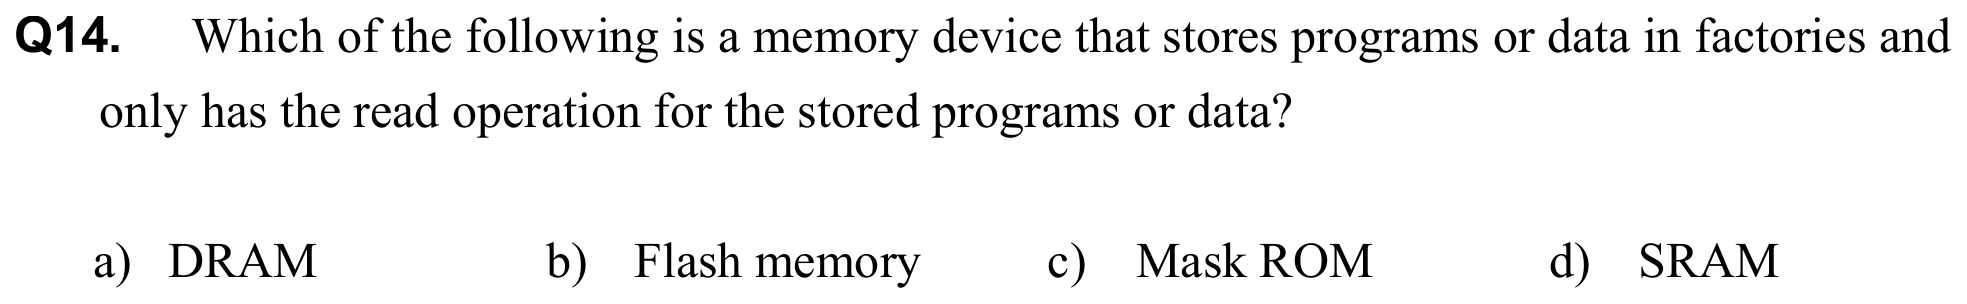 Q14. Which of the following is a memory device that stores programs or data in factories and
only has the read operation for the stored programs or data?
a) DRAM b) Flash memory c) Mask ROM d) SRAM